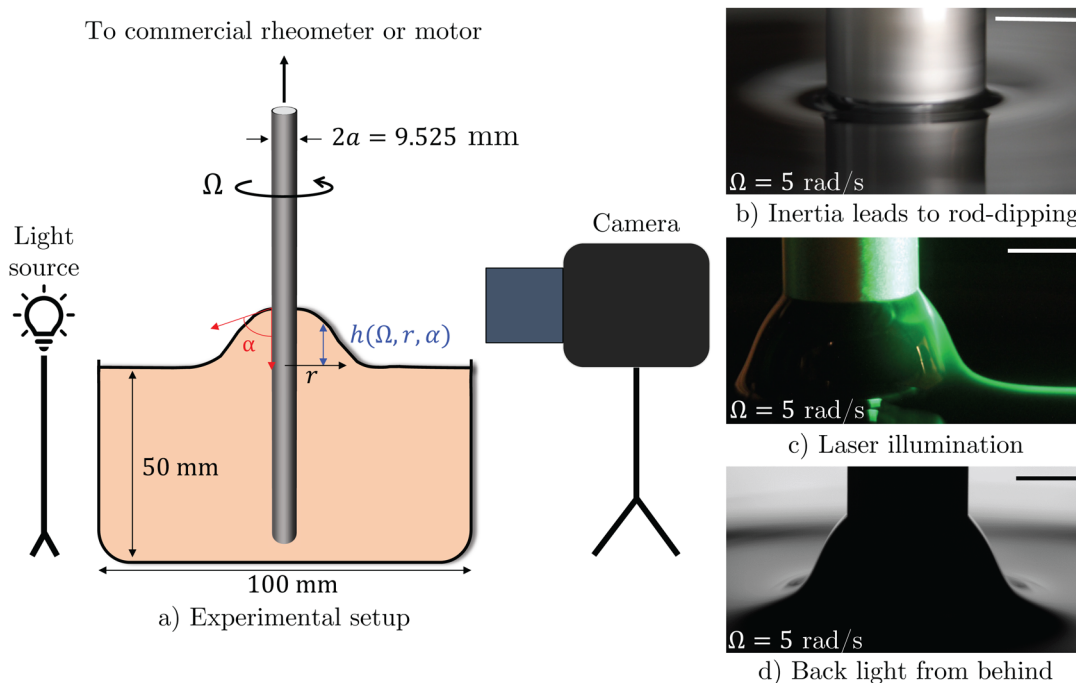 To commercial rheometer or motor
2a = 9.525 mm
Ω
Light
source
Camera
α
h(Ω, r, α)
r
50 mm
100 mm
a) Experimental setup
Ω = 5 rad/s
b) Inertia leads to rod-dipping
Ω = 5 rad/s
c) Laser illumination
Ω = 5 rad/s
d) Back light from behind